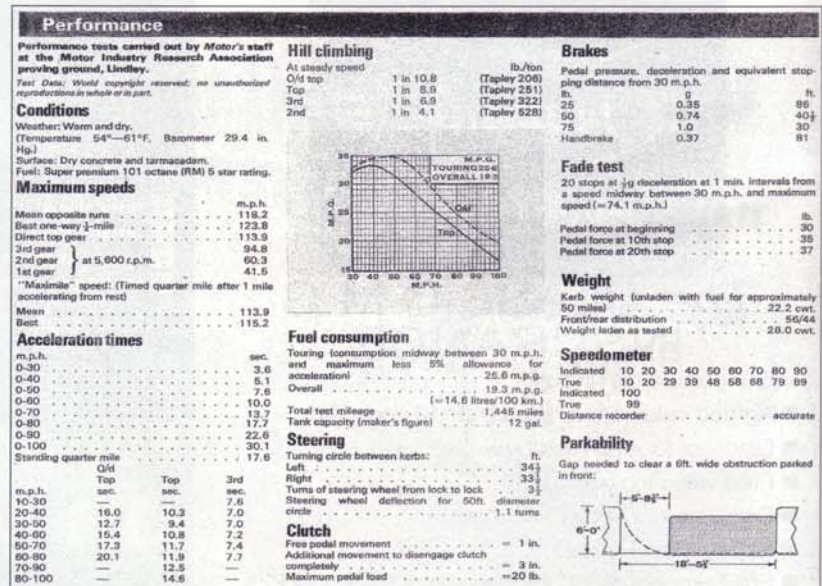 Performance
Performance tests carried out by Motor's staff
at the Motor Industry Research Association
proving ground, Lindley.
Test Data: World copyright reserved; no unauthorized
reproductions in whole or in part.
Conditions
Weather: Warm and dry.
(Temperature 54°—61°F, Barometer 29.4 in.
Hg.)
Surface: Dry concrete and tarmacadam.
Fuel: Super premium 101 octane (RM) 5 star rating.
Maximum speeds
m.p.h.
Mean opposite runs 118.2
Best one-way ¼-mile 123.8
Direct top gear 113.9
3rd gear 94.8
2nd gear } at 5,600 r.p.m. 60.3
1st gear 41.5
"Maximile" speed: (Timed quarter mile after 1 mile
accelerating from rest)
Mean 113.9
Best 115.2
Acceleration times
m.p.h. sec.
0-30 3.6
0-40 5.1
0-50 7.6
0-60 10.0
0-70 13.7
0-80 17.7
0-90 22.6
0-100 30.1
Standing quarter mile 17.6
O/d
Top Top 3rd
m.p.h. sec. sec. sec.
10-30 — — 7.6
20-40 16.0 10.3 7.0
30-50 12.7 9.4 7.0
40-60 15.4 10.8 7.2
50-70 17.3 11.7 7.4
60-80 20.1 11.9 7.7
70-90 — 12.5 —
80-100 — 14.6 —
Hill climbing
At steady speed lb./ton
O/d top 1 in 10.8 (Tapley 206)
Top 1 in 8.9 (Tapley 251)
3rd 1 in 6.9 (Tapley 322)
2nd 1 in 4.1 (Tapley 528)
M.P.G.
TOURING 25·6
OVERALL 19·3
35
30
25
20
15
M.P.G.
O/d
Top
30 40 50 60 70 80 90 100
M.P.H.
Fuel consumption
Touring (consumption midway between 30 m.p.h.
and maximum less 5% allowance for
acceleration) 25.6 m.p.g.
Overall 19.3 m.p.g.
(=14.6 litres/100 km.)
Total test mileage 1,445 miles
Tank capacity (maker's figure) 12 gal.
Steering
Turning circle between kerbs: ft.
Left 34½
Right 33½
Turns of steering wheel from lock to lock 3½
Steering wheel deflection for 50ft. diameter
circle 1.1 turns
Clutch
Free pedal movement = 1 in.
Additional movement to disengage clutch
completely = 3 in.
Maximum pedal load =20 lb.
Brakes
Pedal pressure, deceleration and equivalent stop-
ping distance from 30 m.p.h.
lb. g ft.
25 0.35 86
50 0.74 40½
75 1.0 30
Handbrake 0.37 81
Fade test
20 stops at ½g deceleration at 1 min. intervals from
a speed midway between 30 m.p.h. and maximum
speed (=74.1 m.p.h.)
lb.
Pedal force at beginning 30
Pedal force at 10th stop 35
Pedal force at 20th stop 37
Weight
Kerb weight (unladen with fuel for approximately
50 miles) 22.2 cwt.
Front/rear distribution 56/44
Weight laden as tested 26.0 cwt.
Speedometer
Indicated 10 20 30 40 50 60 70 80 90
True 10 20 29 39 48 58 68 79 89
Indicated 100
True 99
Distance recorder accurate
Parkability
Gap needed to clear a 6ft. wide obstruction parked
in front:
6'-0"